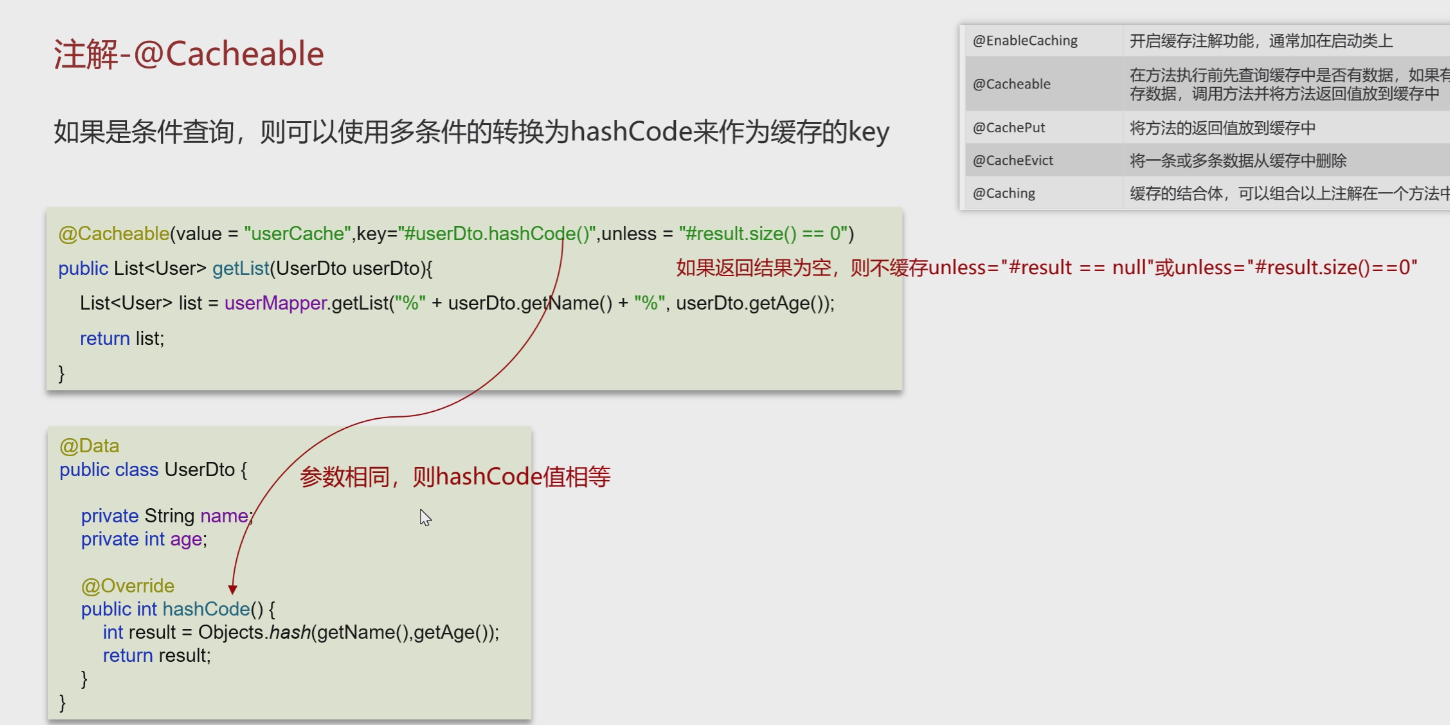 注解-@Cacheable
如果是条件查询，则可以使用多条件的转换为hashCode来作为缓存的key
@EnableCaching 开启缓存注解功能，通常加在启动类上
@Cacheable 在方法执行前先查询缓存中是否有数据，如果有
存数据，调用方法并将方法返回值放到缓存中
@CachePut 将方法的返回值放到缓存中
@CacheEvict 将一条或多条数据从缓存中删除
@Caching 缓存的结合体，可以组合以上注解在一个方法中
@Cacheable(value = "userCache",key="#userDto.hashCode()",unless = "#result.size() == 0")
public List<User> getList(UserDto userDto){
如果返回结果为空，则不缓存unless="#result == null"或unless="#result.size()==0"
List<User> list = userMapper.getList("%" + userDto.getName() + "%", userDto.getAge());
return list;
}
@Data
public class UserDto {
参数相同，则hashCode值相等
private String name;
private int age;
@Override
public int hashCode() {
int result = Objects.hash(getName(),getAge());
return result;
}
}